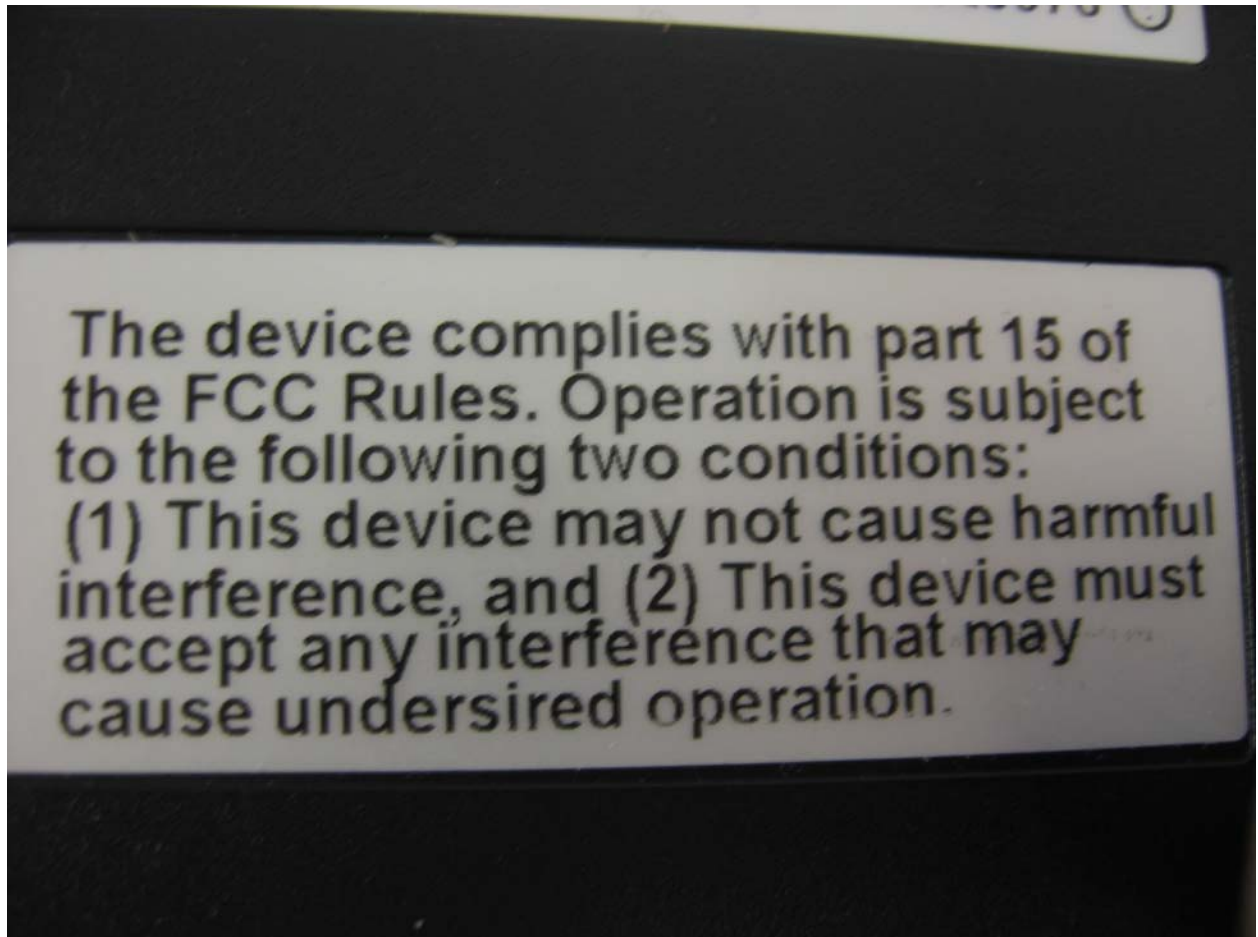 The device complies with part 15 of
the FCC Rules. Operation is subject
to the following two conditions:
(1) This device may not cause harmful
interference, and (2) This device must
accept any interference that may
cause undersired operation.